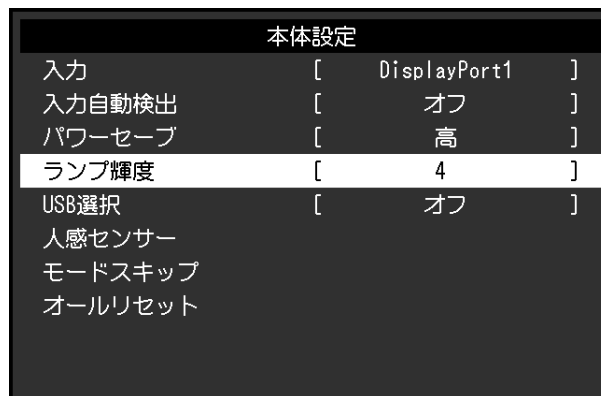 本体設定
入力 [ DisplayPort1 ]
入力自動検出 [ オフ ]
パワーセーブ [ 高 ]
ランプ輝度 [ 4 ]
USB選択 [ オフ ]
人感センサー
モードスキップ
オールリセット